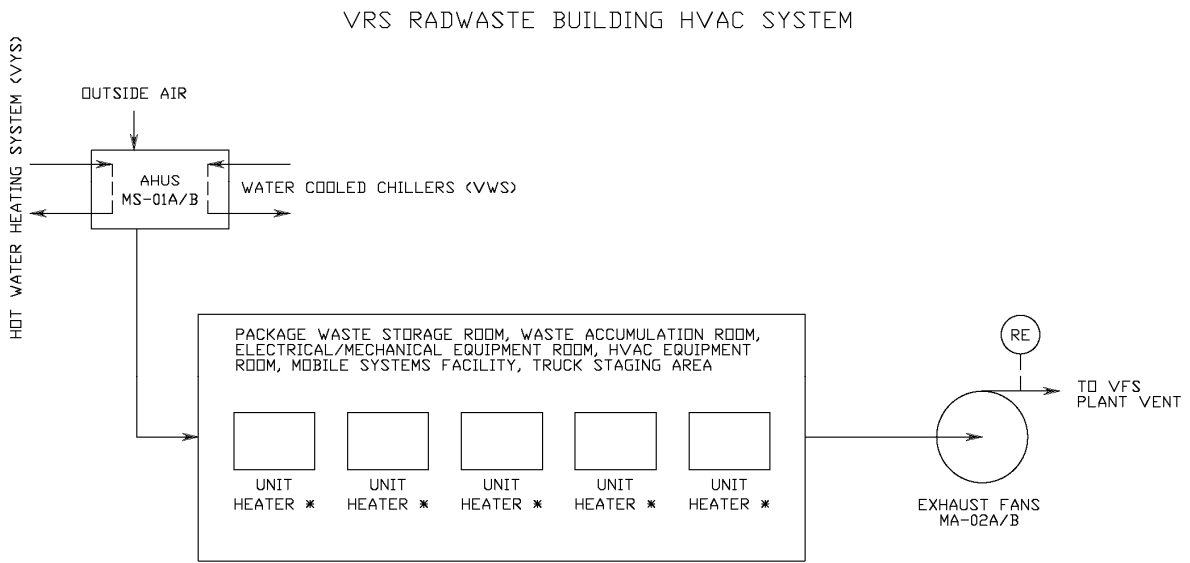 VRS RADWASTE BUILDING HVAC SYSTEM
HOT WATER HEATING SYSTEM (VYS)
OUTSIDE AIR
AHUS
MS-01A/B
WATER COOLED CHILLERS (VWS)
PACKAGE WASTE STORAGE ROOM, WASTE ACCUMULATION ROOM,
ELECTRICAL/MECHANICAL EQUIPMENT ROOM, HVAC EQUIPMENT
ROOM, MOBILE SYSTEMS FACILITY, TRUCK STAGING AREA
UNIT
HEATER *
UNIT
HEATER *
UNIT
HEATER *
UNIT
HEATER *
UNIT
HEATER *
RE
TO VFS
PLANT VENT
EXHAUST FANS
MA-02A/B